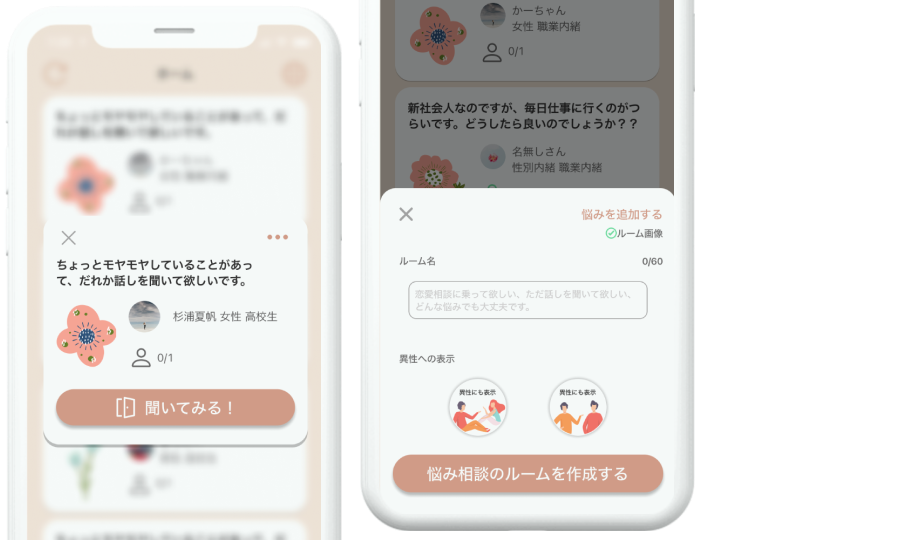 ホーム
ちょっとモヤモヤしていることがあっ
て、だれか話しを聞いて欲しいです。
杉浦夏帆 女性 高校生
0/1
聞いてみる！
かーちゃん
女性 職業内緒
0/1
新社会人なのですが、毎日仕事に行くのがつ
らいです。どうしたら良いのでしょうか？？
名無しさん
性別内緒 職業内緒
悩みを追加する
ルーム画像
ルーム名
0/60
恋愛相談に乗って欲しい、ただ話しを聞いて欲しい、
どんな悩みでも大丈夫です。
異性への表示
異性にも表示
異性にも表示
悩み相談のルームを作成する